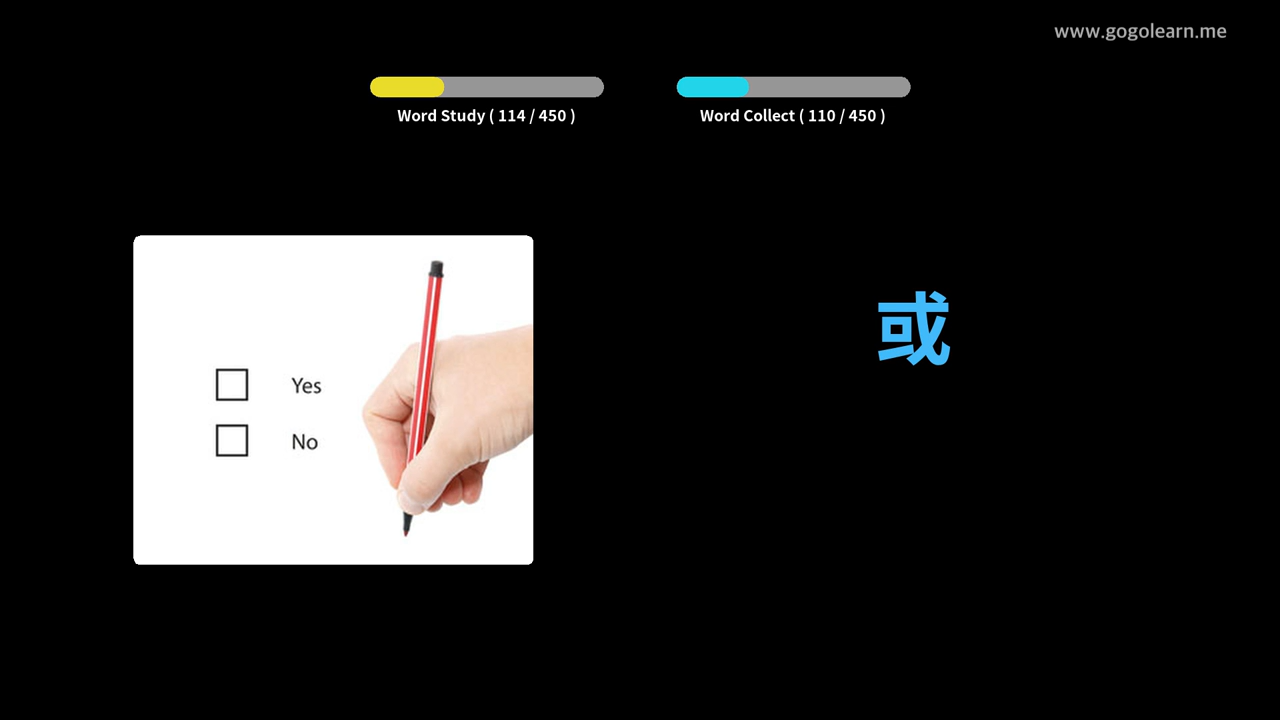 www.gogolearn.me
Word Study ( 114 / 450 )
Word Collect ( 110 / 450 )
Yes
No
或